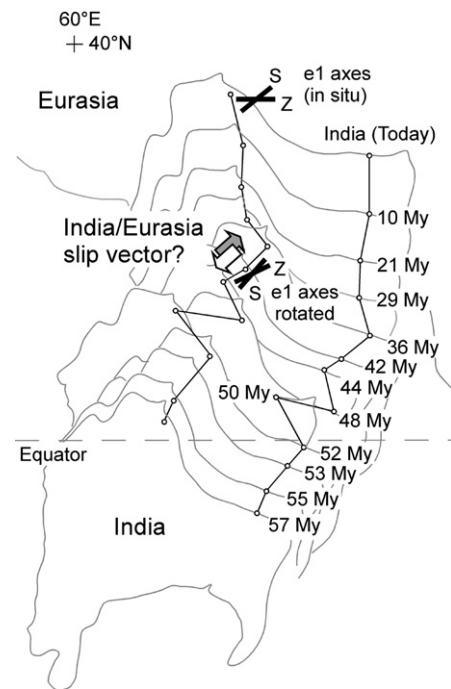 60°E
+ 40°N
Eurasia
S e1 axes
Z (in situ)
India (Today)
10 My
India/Eurasia
slip vector?
21 My
Z
S e1 axes
rotated
29 My
36 My
42 My
44 My
50 My
48 My
Equator
52 My
53 My
55 My
India
57 My